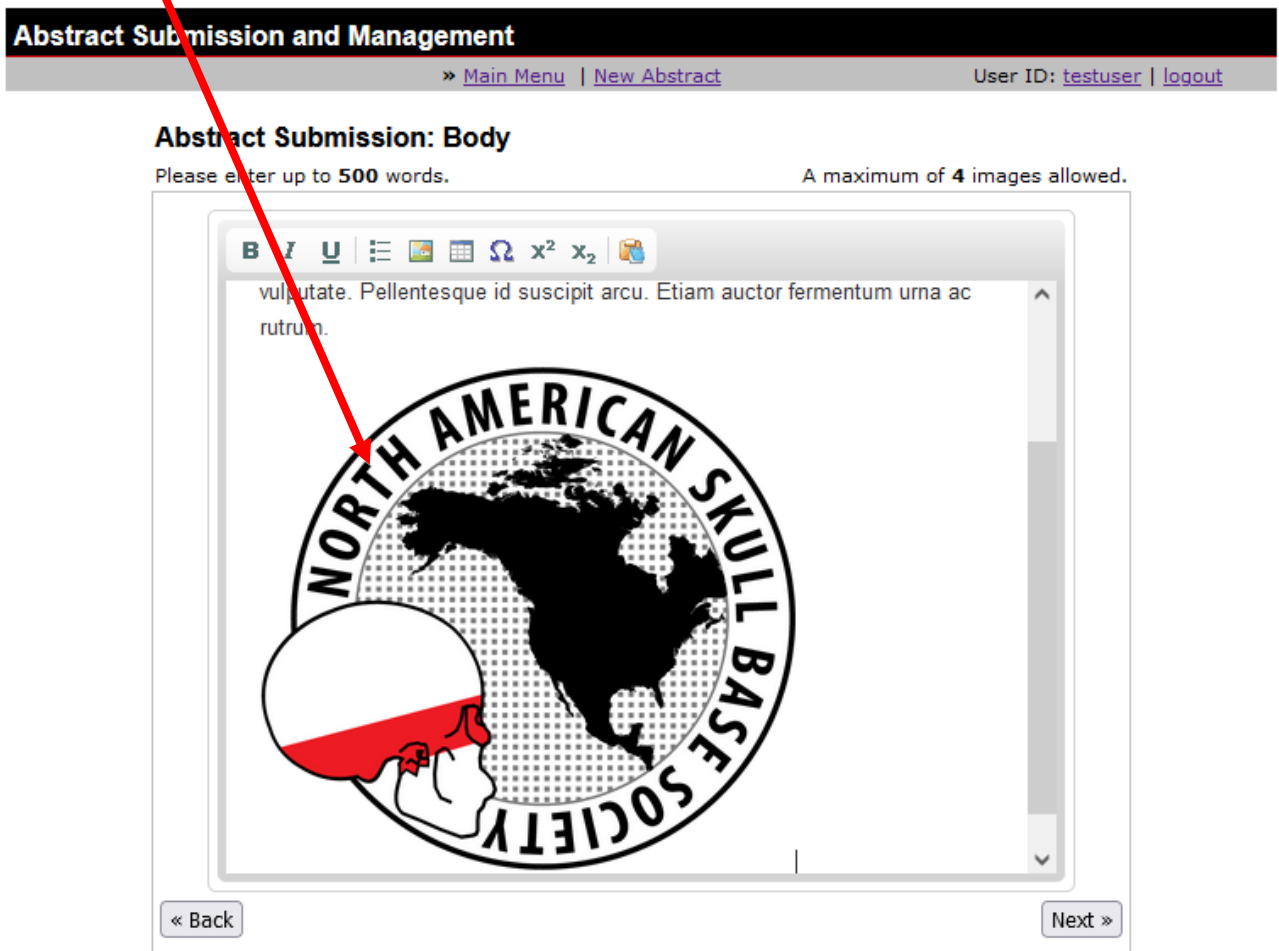 Abstract Submission and Management
» Main Menu | New Abstract User ID: testuser | logout
Abstract Submission: Body
Please enter up to 500 words. A maximum of 4 images allowed.
B I U Ω x² x₂
vulputate. Pellentesque id suscipit arcu. Etiam auctor fermentum urna ac
rutrum.
NORTH AMERICAN SKULL BASE SOCIETY
« Back Next »